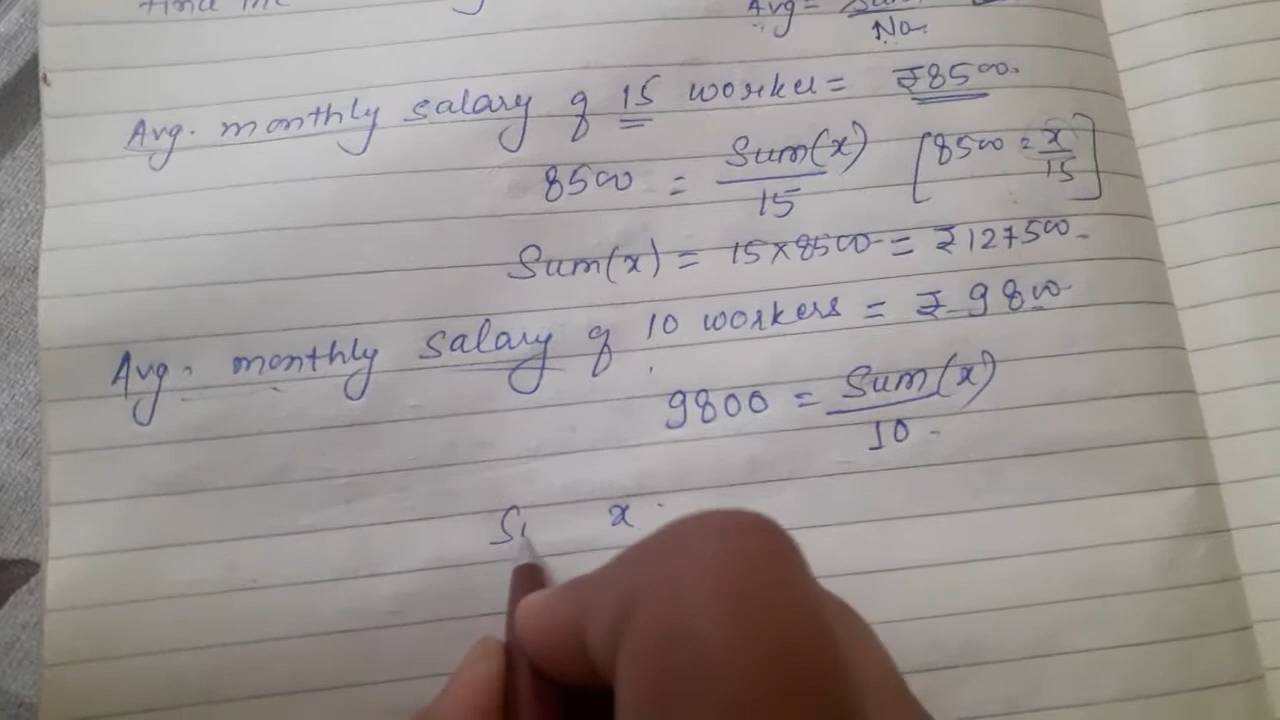 Avg =
No.
Avg. monthly salary of 15 worker = ₹8500.
8500 = Sum(x)/15 [8500 = x/15]
Sum(x) = 15×8500 = ₹127500
Avg. monthly salary of 10 workers = ₹9800
9800 = Sum(x)/10
x